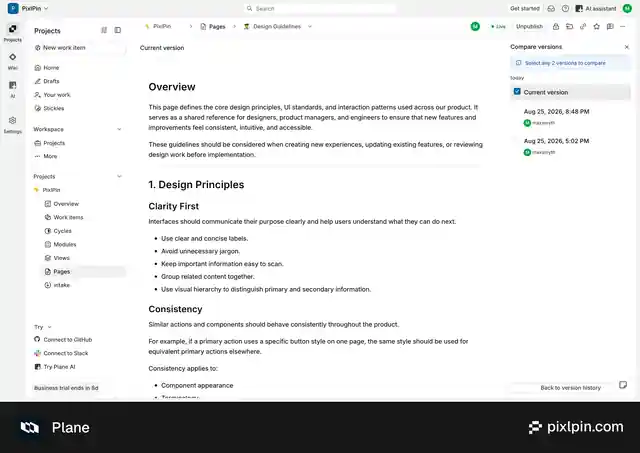 PixlPin
Search
Get started
AI assistant
M
Projects
Wiki
AI
Settings
Projects
New work item
Home
Drafts
Your work
Stickies
Workspace
Projects
More
Projects
PixlPin
Overview
Work items
Cycles
Modules
Views
Pages
Intake
Try
Connect to GitHub
Connect to Slack
Try Plane AI
Business trial ends in 8d
PixlPin
Pages
Design Guidelines
M
Live
Unpublish
Current version
Overview
This page defines the core design principles, UI standards, and interaction patterns used across our product. It
serves as a shared reference for designers, product managers, and engineers to ensure that new features and
improvements feel consistent, intuitive, and accessible.
These guidelines should be considered when creating new experiences, updating existing features, or reviewing
design work before implementation.
1. Design Principles
Clarity First
Interfaces should communicate their purpose clearly and help users understand what they can do next.
• Use clear and concise labels.
• Avoid unnecessary jargon.
• Keep important information easy to scan.
• Group related content together.
• Use visual hierarchy to distinguish primary and secondary information.
Consistency
Similar actions and components should behave consistently throughout the product.
For example, if a primary action uses a specific button style on one page, the same style should be used for
equivalent primary actions elsewhere.
Consistency applies to:
• Component appearance
• Terminology
Compare versions
Select any 2 versions to compare
TODAY
Current version
Aug 25, 2026, 8:48 PM
Aug 25, 2026, 5:02 PM
Back to version history
Plane
pixlpin.com